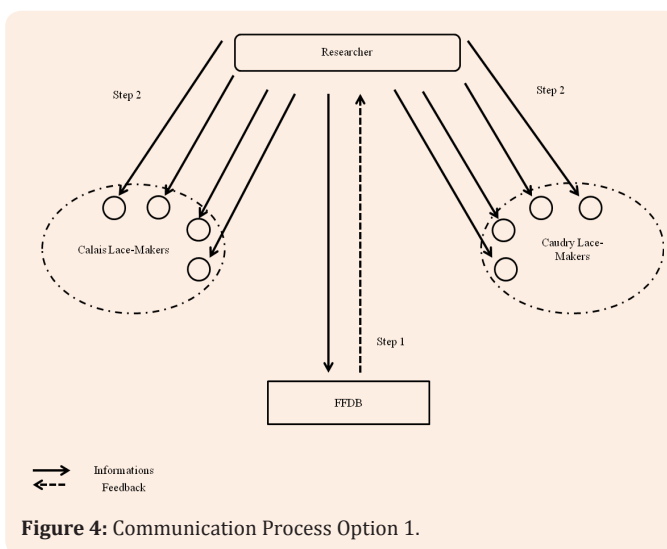 Researcher
Step 2
Step 2
Calais Lace-Makers
Caudry Lace-
Makers
Step 1
FFDB
Informations
Feedback
Figure 4: Communication Process Option 1.